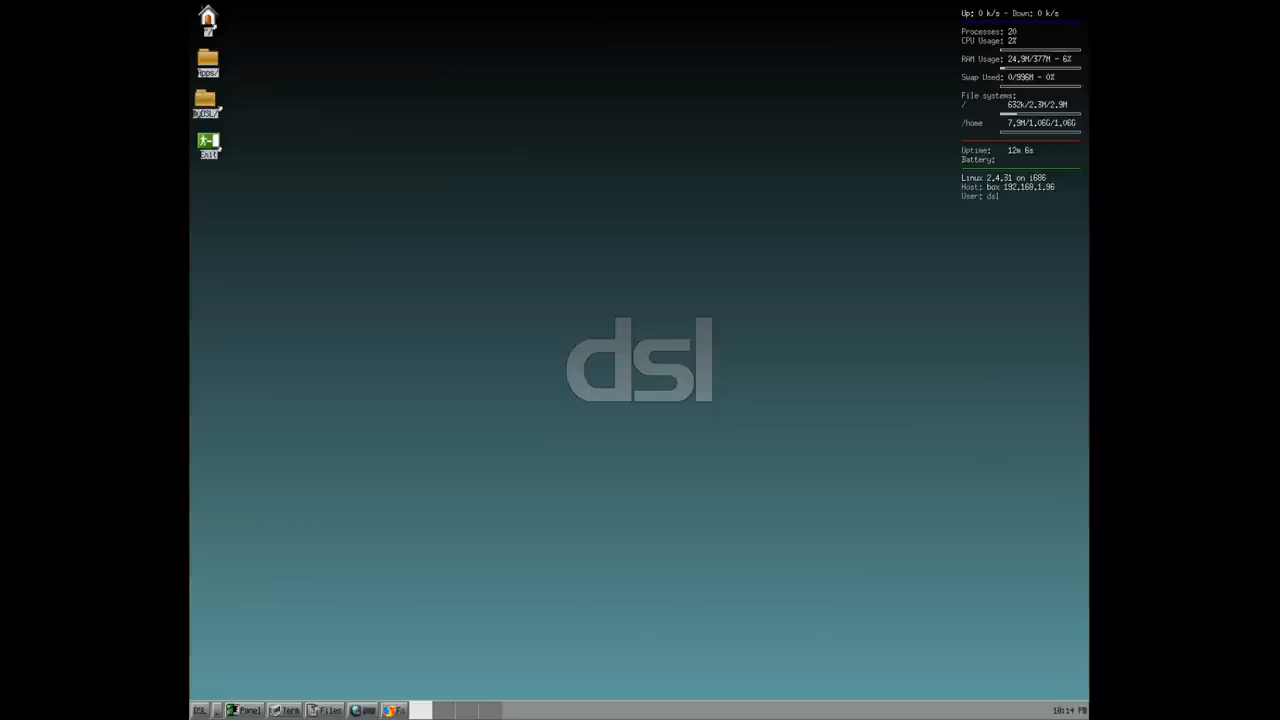 ~/
Apps/
MyDSL/
Exit
Up: 0 k/s - Down: 0 k/s
Processes: 20
CPU Usage: 2%
RAM Usage: 24.9M/377M - 6%
Swap Used: 0/996M - 0%
File systems:
/ 632k/2.3M/2.9M
/home 7.9M/1.06G/1.06G
Uptime: 12m 6s
Battery:
Linux 2.4.31 on i686
Host: box 192.168.1.96
User: dsl
dsl
DSL Panel Term Files